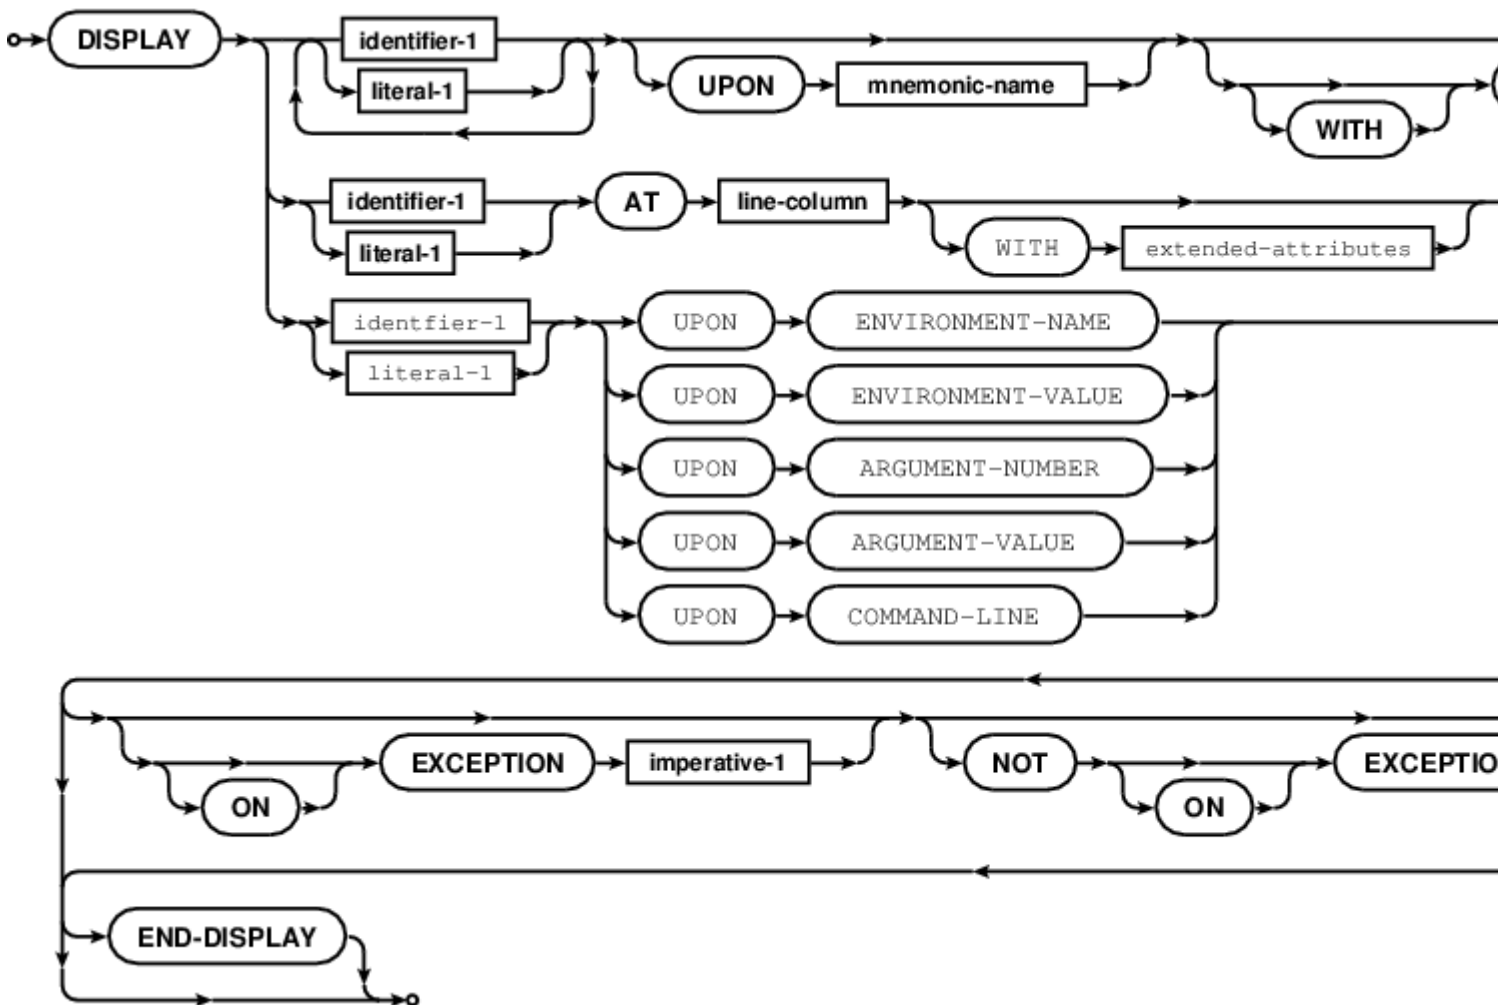 DISPLAY identifier-1
literal-1 UPON mnemonic-name
WITH
identifier-1 AT line-column
literal-1 WITH extended-attributes
identfier-1 UPON ENVIRONMENT-NAME
literal-1
UPON ENVIRONMENT-VALUE
UPON ARGUMENT-NUMBER
UPON ARGUMENT-VALUE
UPON COMMAND-LINE
EXCEPTION imperative-1 NOT EXCEPTIO
ON ON
END-DISPLAY